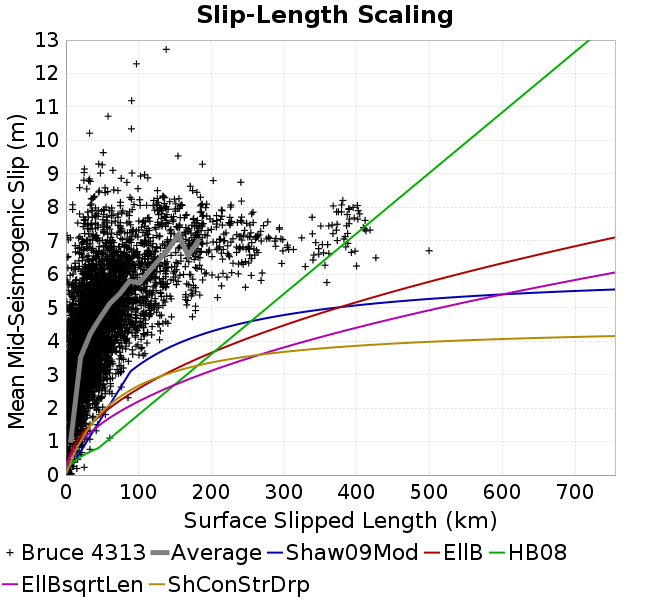 Slip-Length Scaling
Mean Mid-Seismogenic Slip (m)
13
12
11
10
9
8
7
6
5
4
3
2
1
0
0 100 200 300 400 500 600 700
Surface Slipped Length (km)
Bruce 4313 Average Shaw09Mod EllB HB08
EllBsqrtLen ShConStrDrp